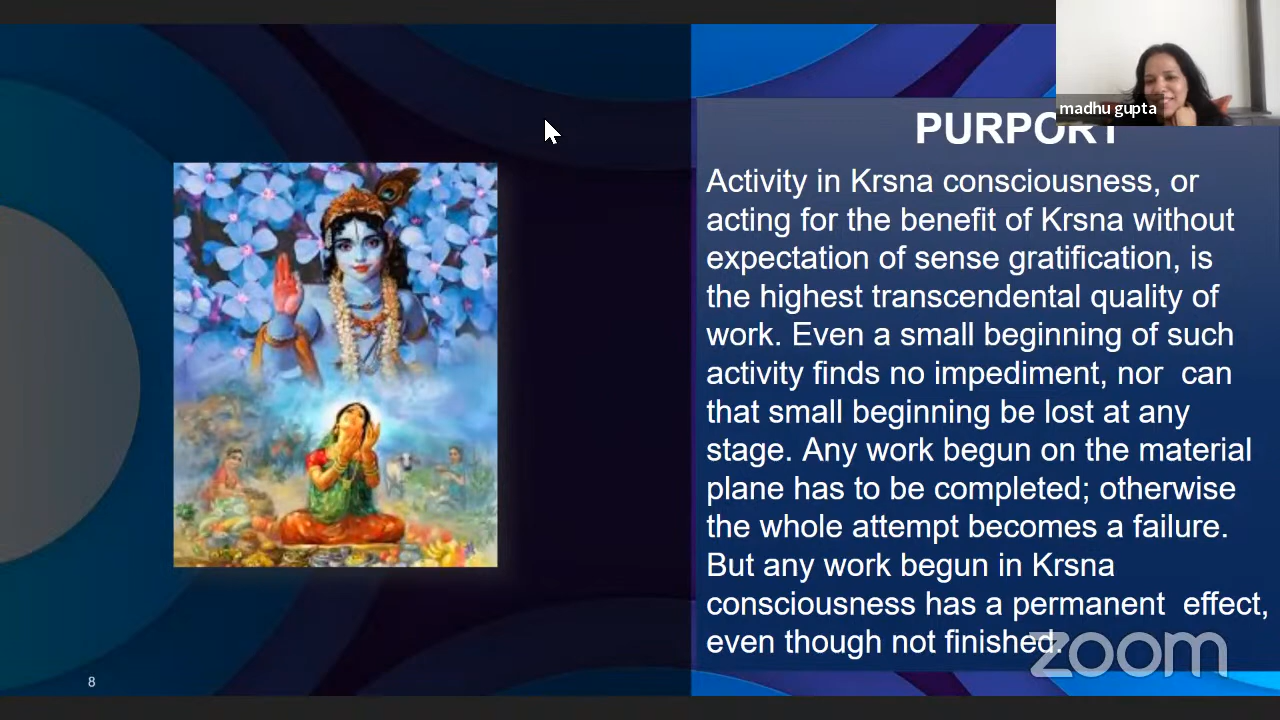 madhu gupta
PURPORT
Activity in Krsna consciousness, or
acting for the benefit of Krsna without
expectation of sense gratification, is
the highest transcendental quality of
work. Even a small beginning of such
activity finds no impediment, nor  can
that small beginning be lost at any
stage. Any work begun on the material
plane has to be completed; otherwise
the whole attempt becomes a failure.
But any work begun in Krsna
consciousness has a permanent  effect,
even though not finished.
zoom
8